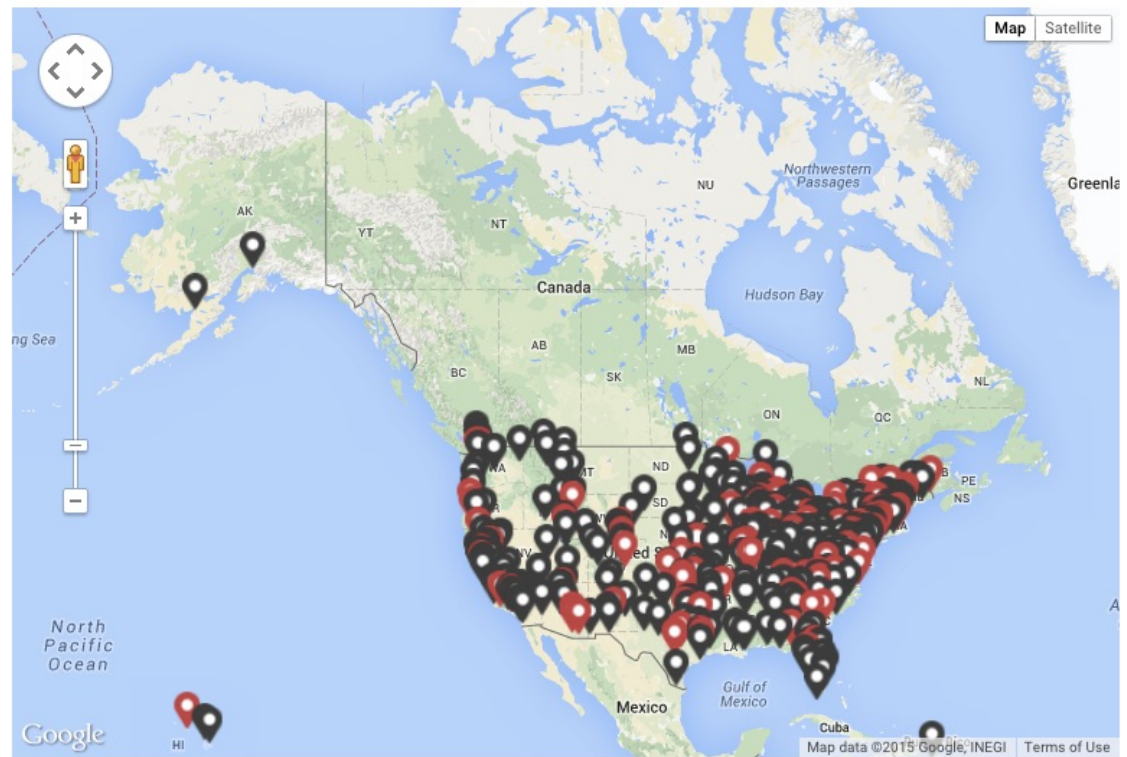 Map
Satellite
Greenla
Northwestern
Passages
NU
AK
YT
NT
Canada
Hudson Bay
ng Sea
AB
MB
BC
SK
NL
ON
QC
B
PE
NS
WA
MT
ND
SD
NV
United S
LA
North
Pacific
Ocean
Gulf of
Mexico
Mexico
Cuba
HI
Google
Map data ©2015 Google, INEGI
Terms of Use